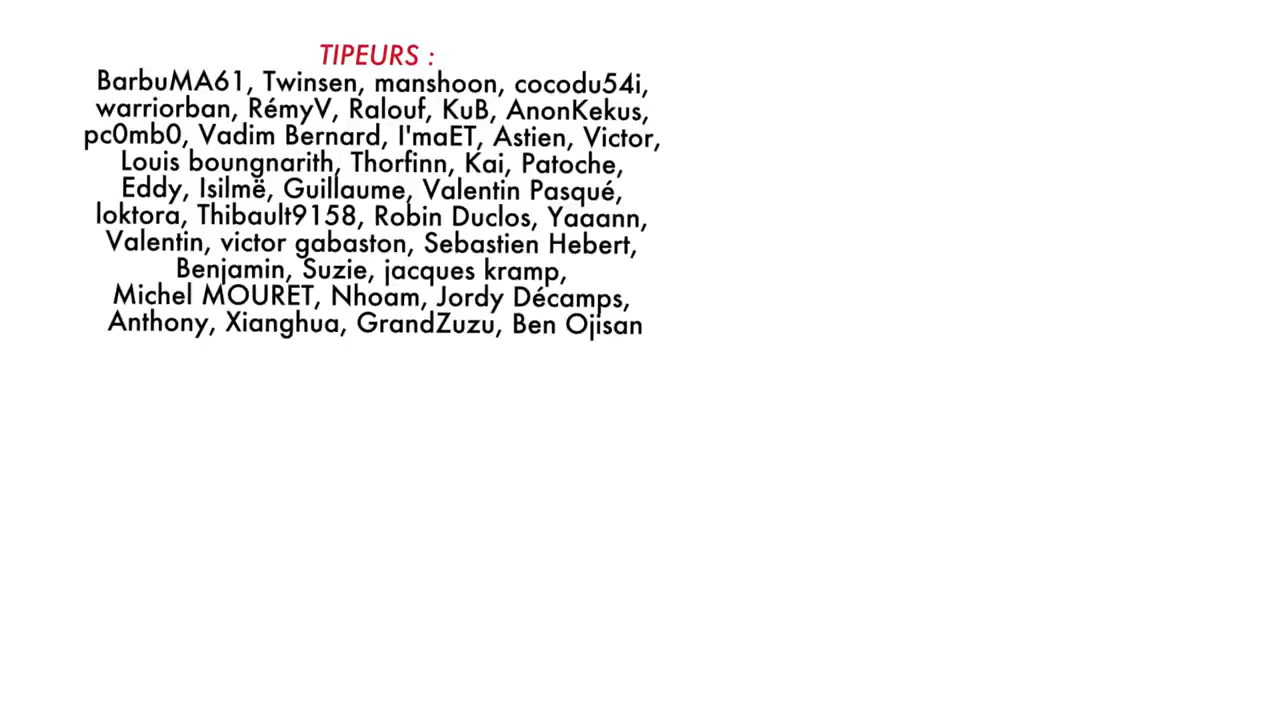 TIPEURS :
BarbuMA61, Twinsen, manshoon, cocodu54i,
warriorban, RémyV, Ralouf, KuB, AnonKekus,
pc0mb0, Vadim Bernard, I'maET, Astien, Victor,
Louis boungnarith, Thorfinn, Kai, Patoche,
Eddy, Isilmë, Guillaume, Valentin Pasqué,
loktora, Thibault9158, Robin Duclos, Yaaann,
Valentin, victor gabaston, Sebastien Hebert,
Benjamin, Suzie, jacques kramp,
Michel MOURET, Nhoam, Jordy Décamps,
Anthony, Xianghua, GrandZuzu, Ben Ojisan